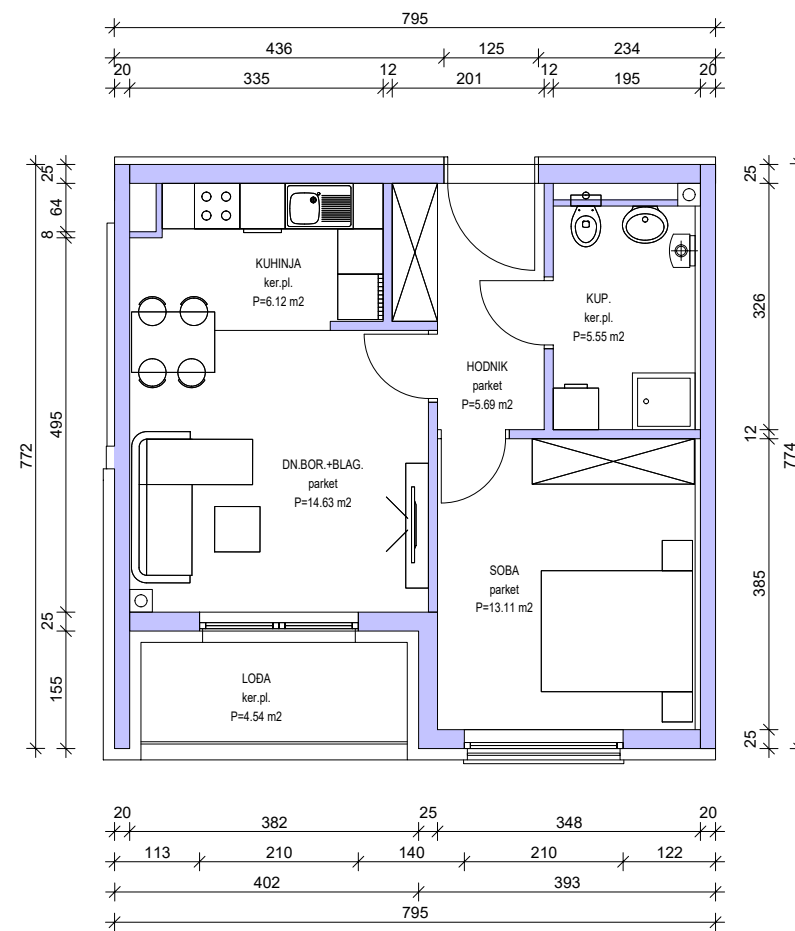 795
436 125 234
20 335 12 201 12 195 20
25
64
8
495
25
155
772
25
326
12
385
25
774
KUHINJA
ker.pl.
P=6.12 m2
KUP.
ker.pl.
P=5.55 m2
HODNIK
parket
P=5.69 m2
DN.BOR.+BLAG.
parket
P=14.63 m2
SOBA
parket
P=13.11 m2
LOĐA
ker.pl.
P=4.54 m2
20 382 25 348 20
113 210 140 210 122
402 393
795